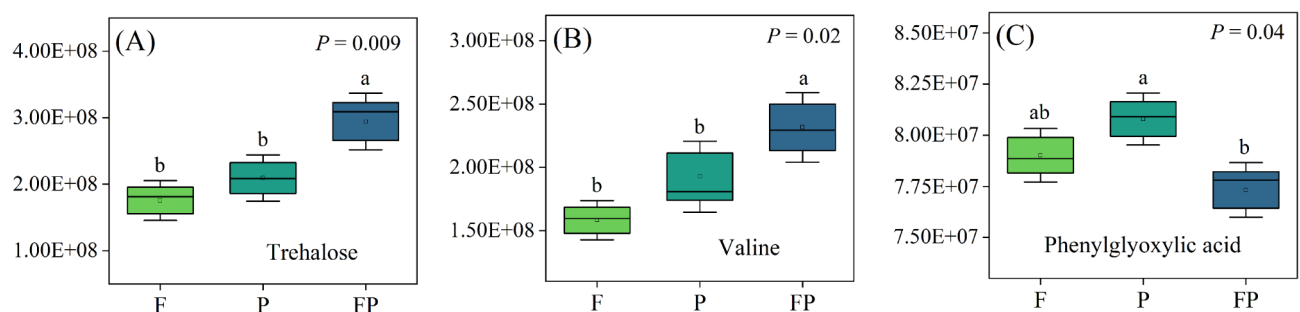 (A)
P = 0.009
4.00E+08
3.00E+08
2.00E+08
1.00E+08
b
b
a
Trehalose
F
P
FP
(B)
P = 0.02
3.00E+08
2.50E+08
2.00E+08
1.50E+08
b
b
a
Valine
F
P
FP
(C)
P = 0.04
8.50E+07
8.25E+07
8.00E+07
7.75E+07
7.50E+07
ab
a
b
Phenylglyoxylic acid
F
P
FP